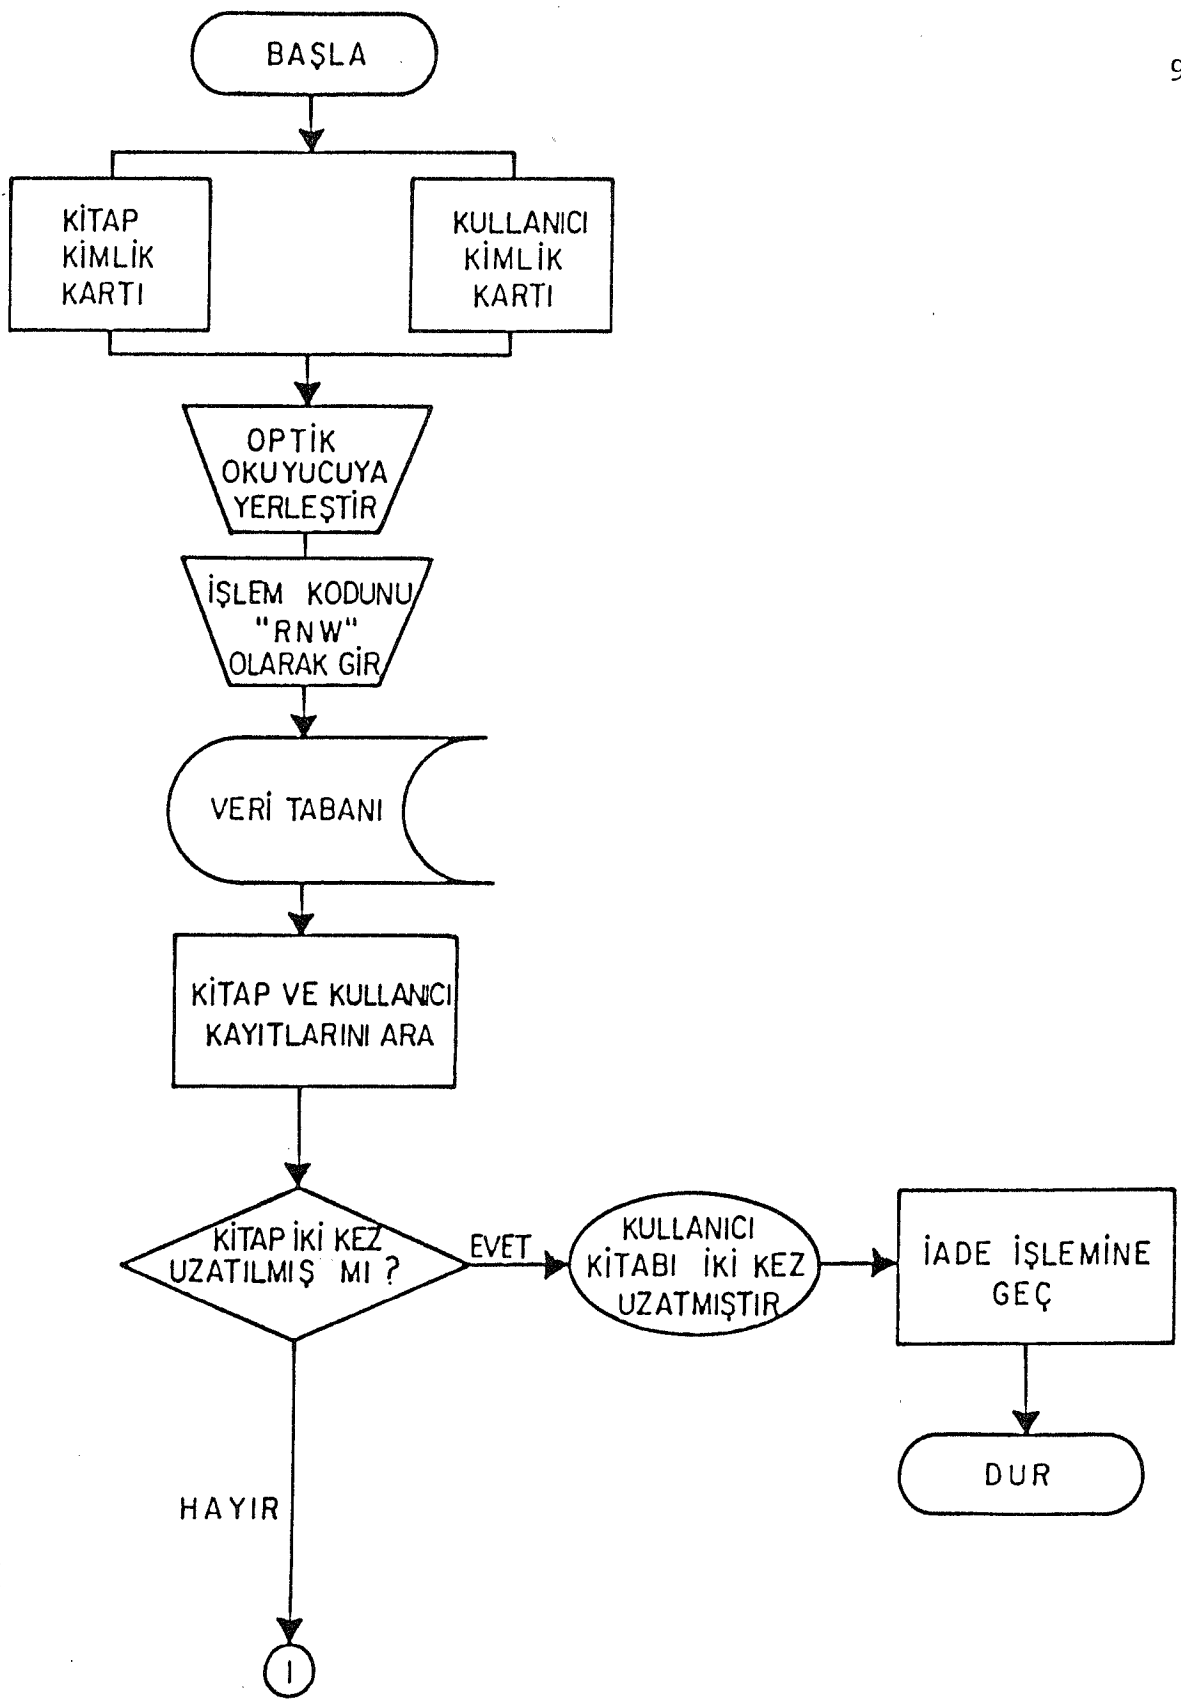 BAŞLA
9
KİTAP
KİMLİK
KARTI
KULLANICI
KİMLİK
KARTI
OPTİK
OKUYUCUYA
YERLEŞTİR
İŞLEM KODUNU
"RNW"
OLARAK GİR
VERİ TABANI
KİTAP VE KULLANICI
KAYITLARINI ARA
KİTAP İKİ KEZ
UZATILMIŞ MI ?
EVET
KULLANICI
KİTABI İKİ KEZ
UZATMIŞTIR
İADE İŞLEMİNE
GEÇ
DUR
HAYIR
1